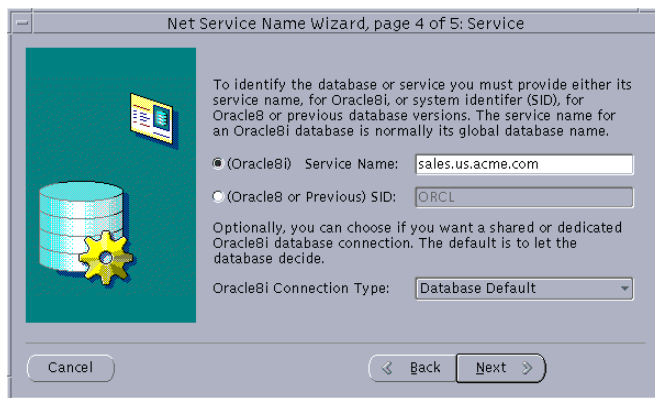 Net Service Name Wizard, page 4 of 5: Service
To identify the database or service you must provide either its
service name, for Oracle8i, or system identifer (SID), for
Oracle8 or previous database versions. The service name for
an Oracle8i database is normally its global database name.
(Oracle8i) Service Name: sales.us.acme.com
(Oracle8 or Previous) SID: ORCL
Optionally, you can choose if you want a shared or dedicated
Oracle8i database connection. The default is to let the
database decide.
Oracle8i Connection Type: Database Default
Cancel Back Next